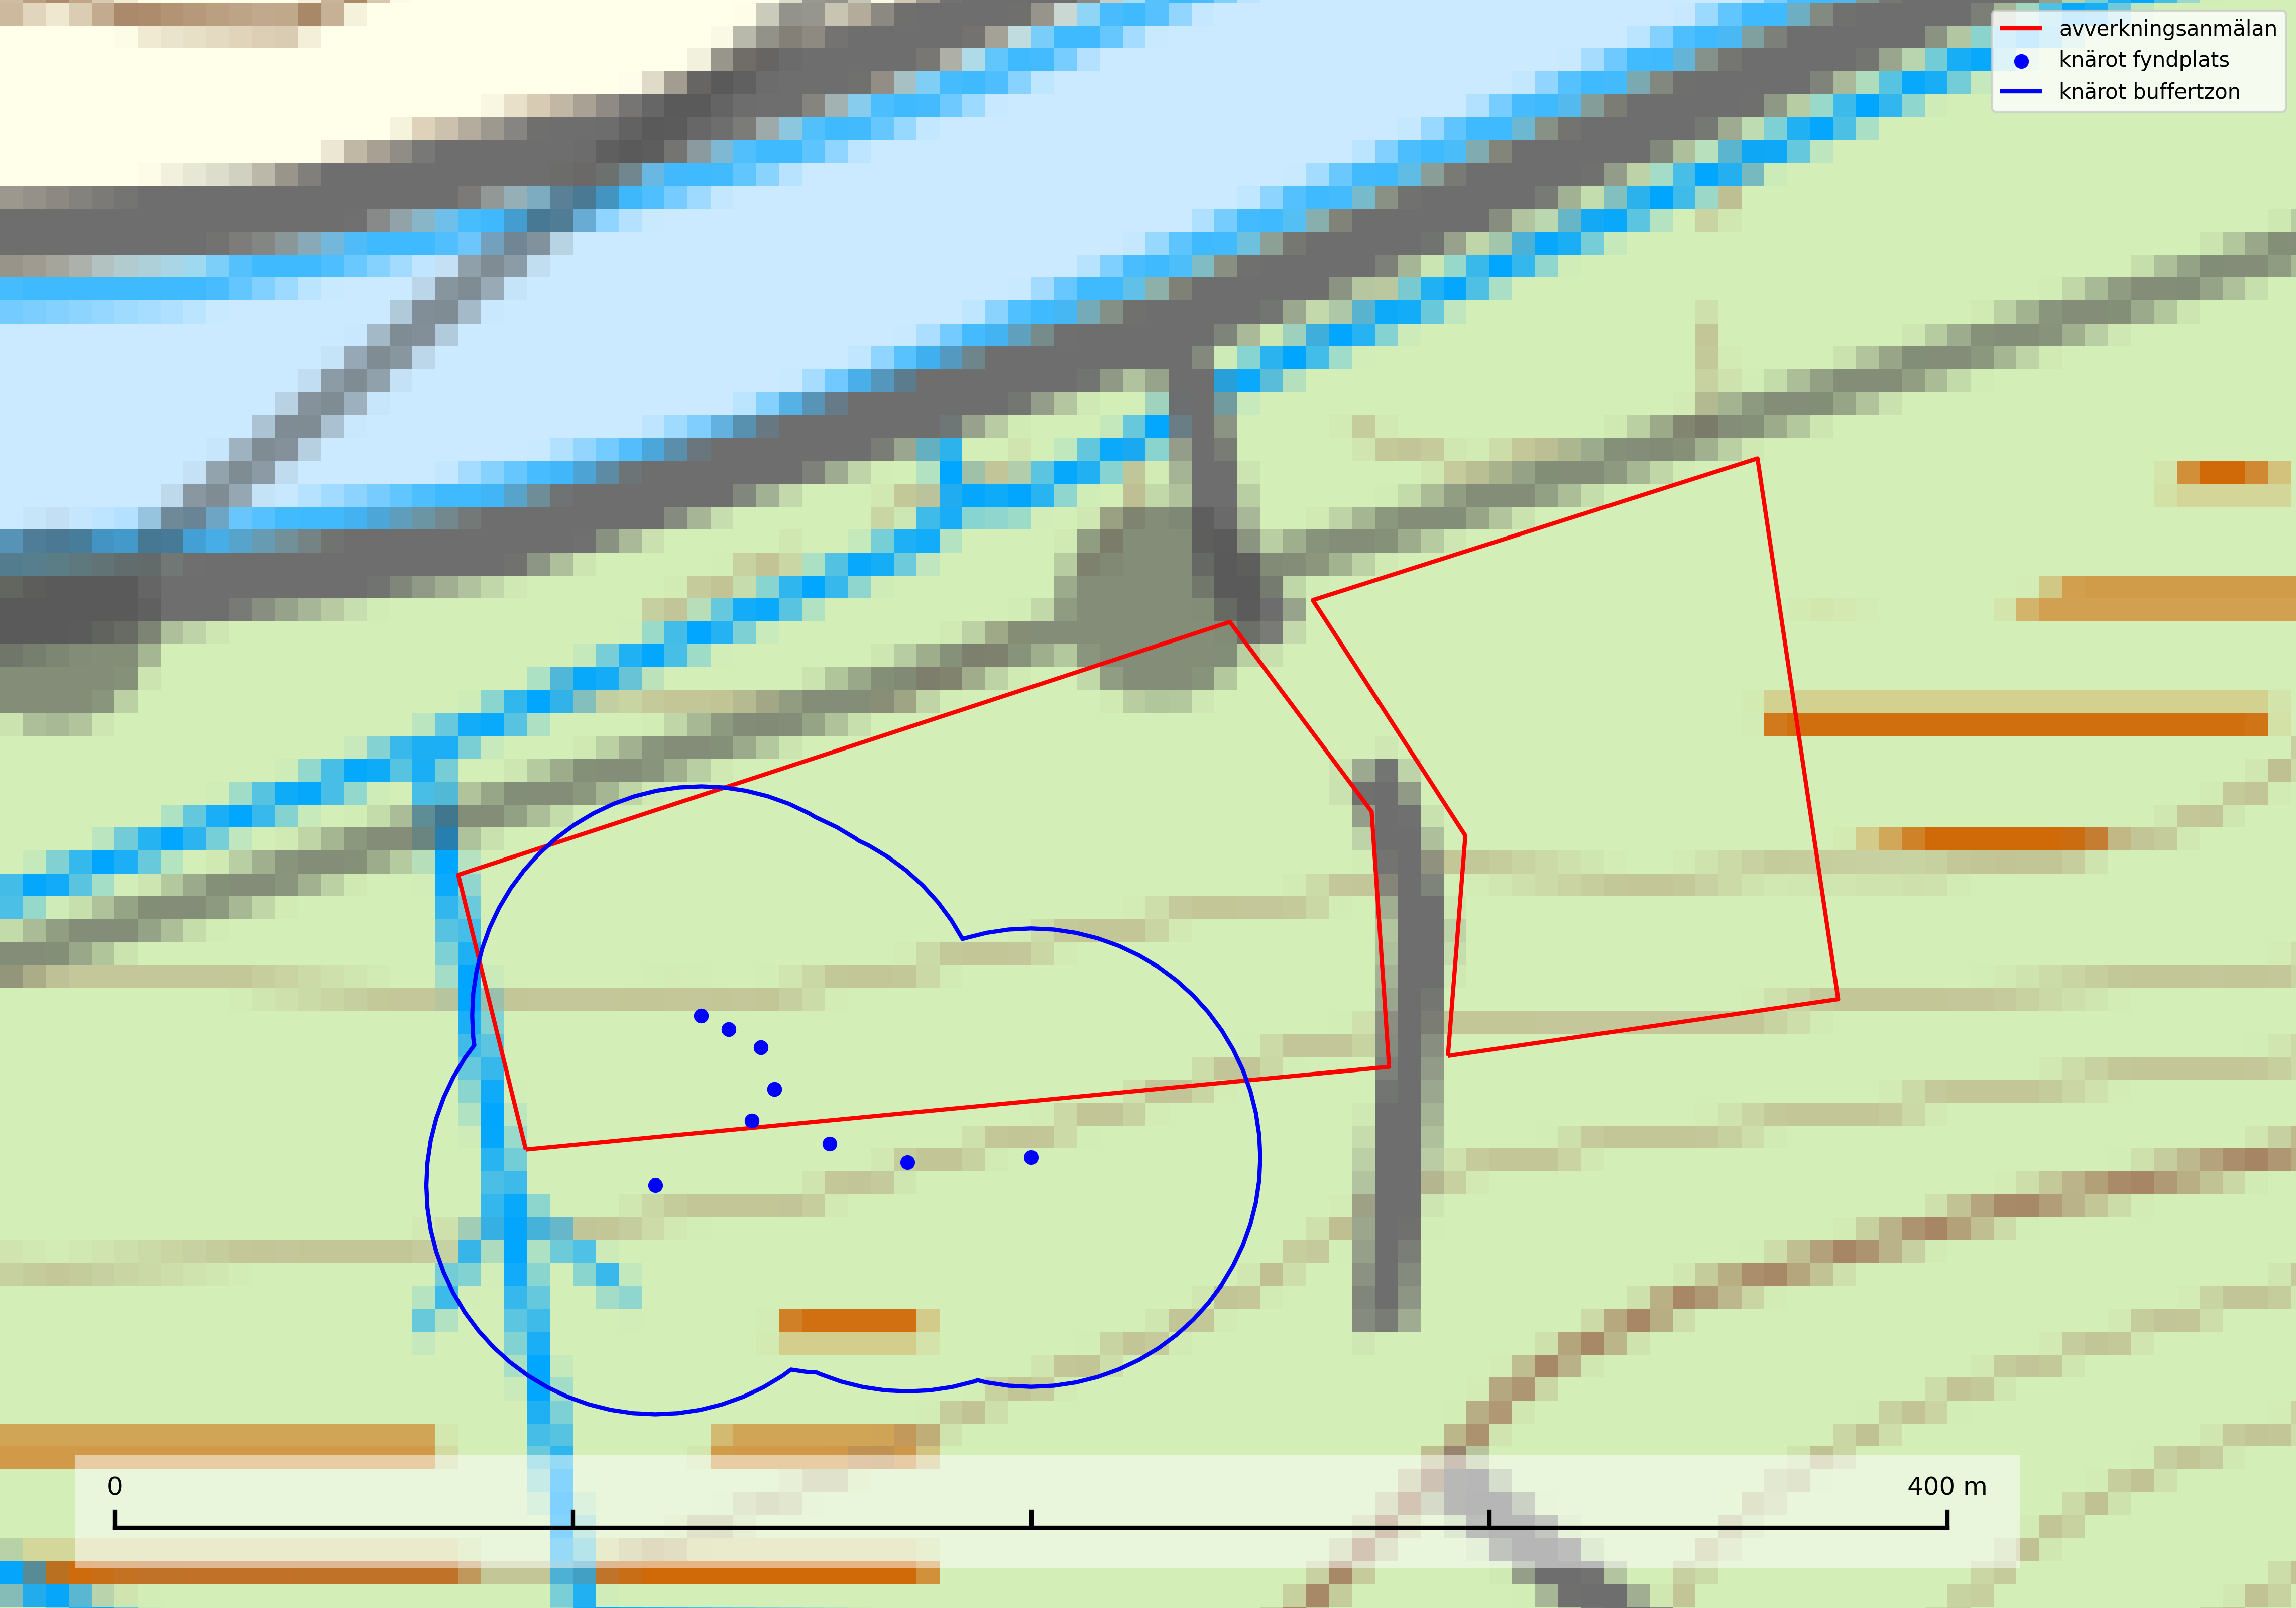 avverkningsanmälan
knärot fyndplats
knärot buffertzon
0
400 m